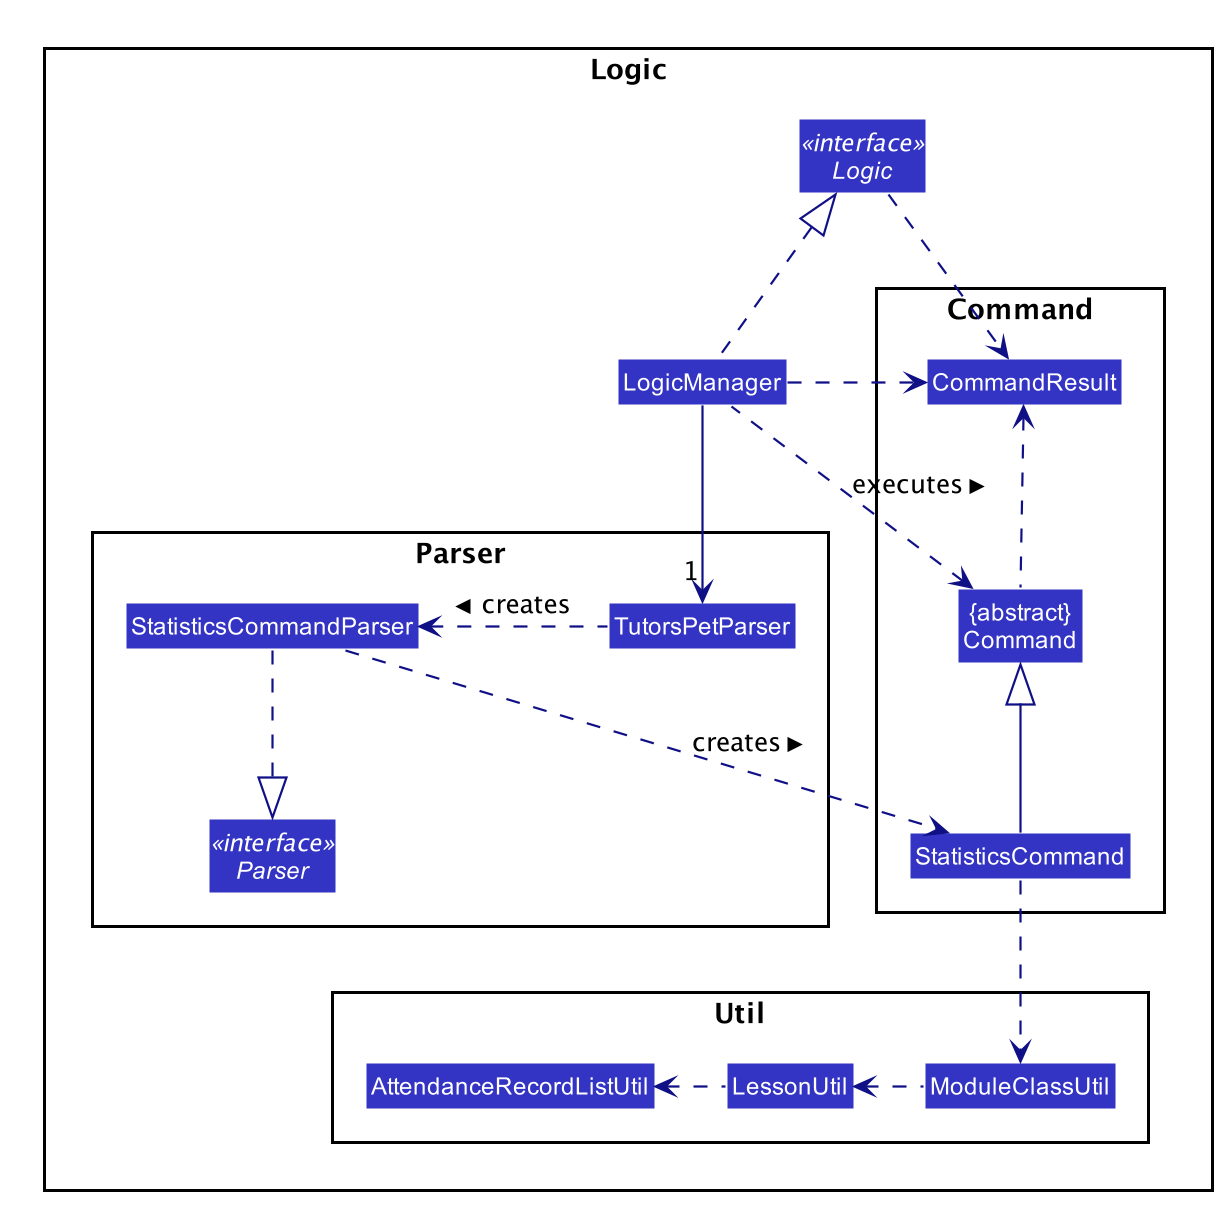 Logic
«interface»
Logic
Command
LogicManager
CommandResult
executes ▶
Parser
1
◀ creates
StatisticsCommandParser
TutorsPetParser
{abstract}
Command
creates ▶
«interface»
Parser
StatisticsCommand
Util
AttendanceRecordListUtil
LessonUtil
ModuleClassUtil